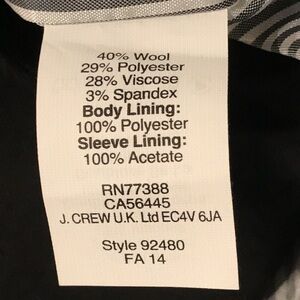 40% Wool
29% Polyester
28% Viscose
3% Spandex
Body Lining:
100% Polyester
Sleeve Lining:
100% Acetate
RN77388
CA56445
J. CREW U.K. Ltd EC4V 6JA
Style 92480
FA 14